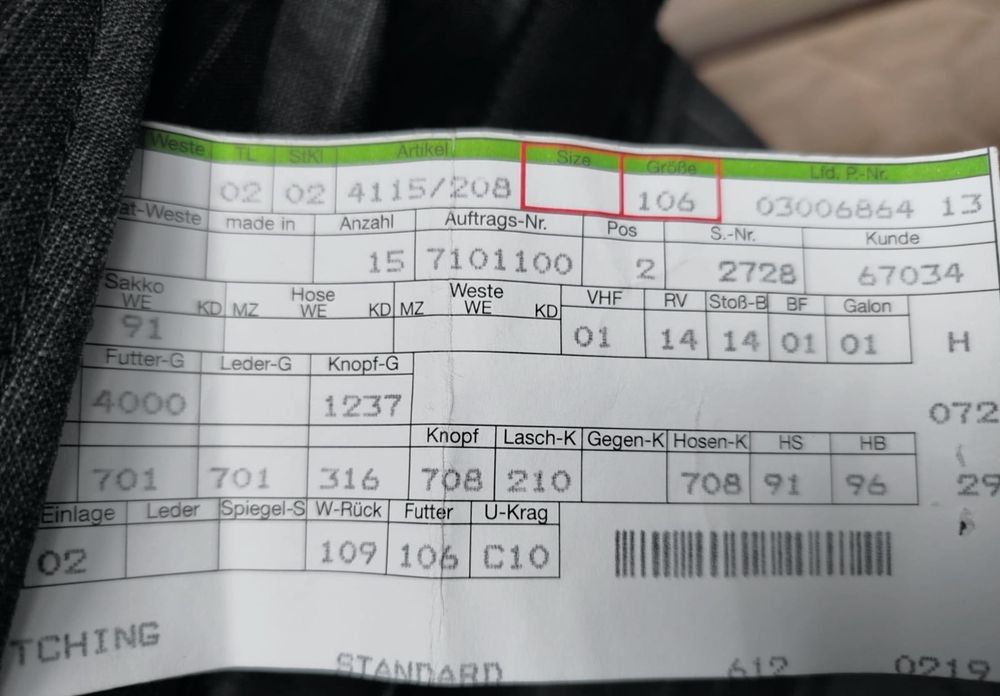 Weste TL StKl Artikel Size Größe Lfd. P.-Nr.
02 02 4115/208 106 03006864 13
at-Weste made in Anzahl Auftrags-Nr. Pos S.-Nr. Kunde
15 7101100 2 2728 67034
Sakko Hose Weste VHF RV Stoß-B BF Galon
WE KD MZ WE KD MZ WE KD
91 01 14 14 01 01 H
Futter-G Leder-G Knopf-G
4000 1237 072
Knopf Lasch-K Gegen-K Hosen-K HS HB
701 701 316 708 210 708 91 96 29
Einlage Leder Spiegel-S W-Rück Futter U-Krag
02 109 106 C10
TCHING STANDARD 612 0219